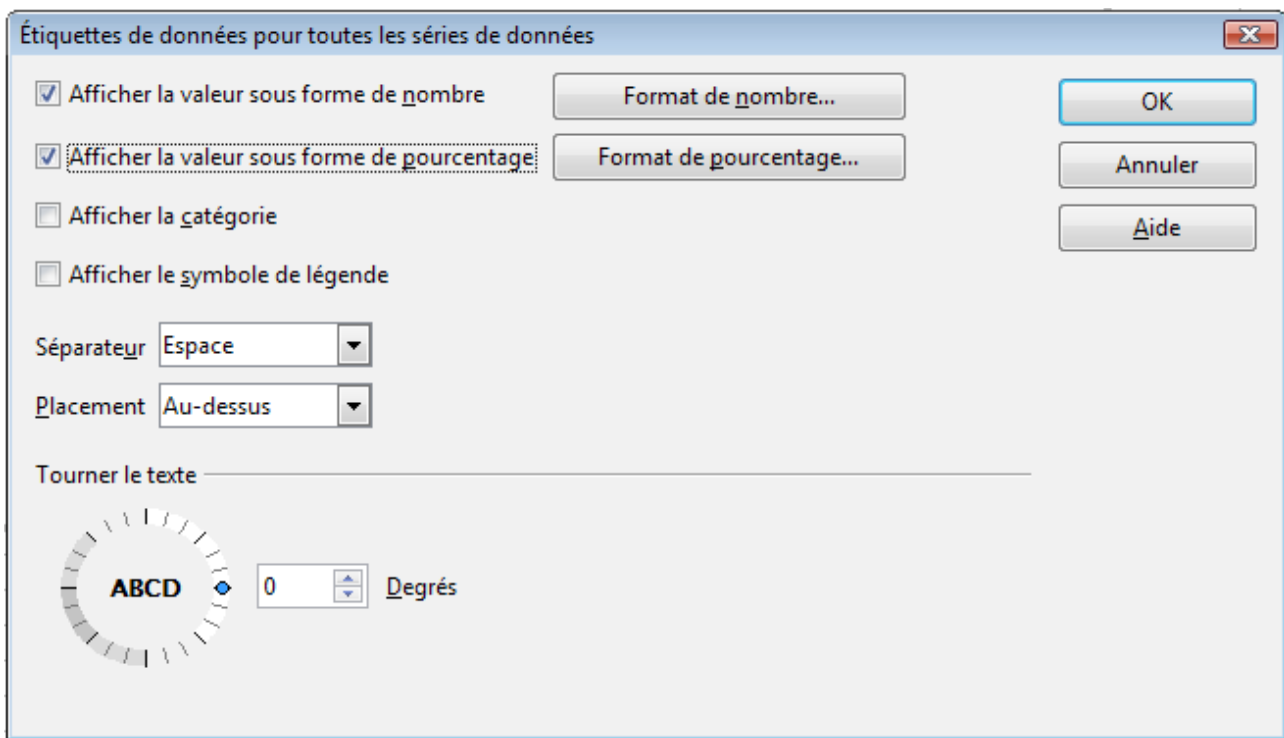 Étiquettes de données pour toutes les séries de données
Afficher la valeur sous forme de nombre Format de nombre... OK
Afficher la valeur sous forme de pourcentage Format de pourcentage... Annuler
Afficher la catégorie Aide
Afficher le symbole de légende
Séparateur Espace
Placement Au-dessus
Tourner le texte
ABCD 0 Degrés